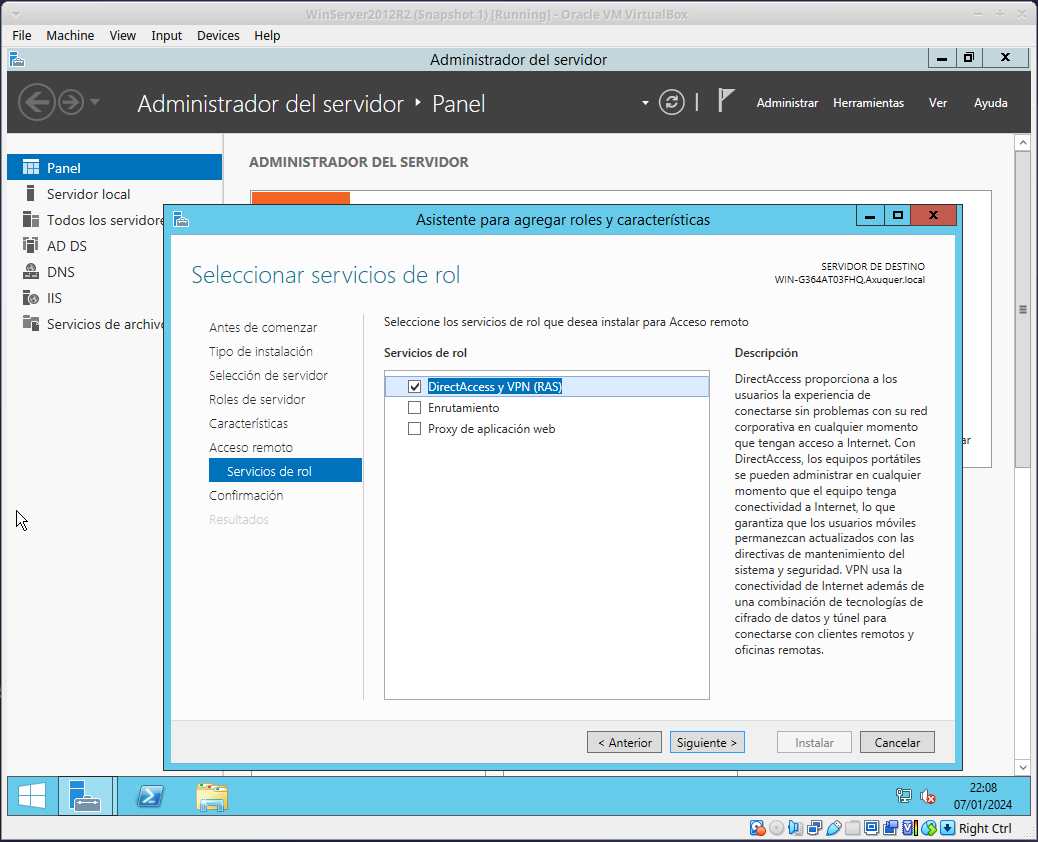 WinServer2012R2 (Snapshot 1) [Running] - Oracle VM VirtualBox
File Machine View Input Devices Help
Administrador del servidor
Administrador del servidor Panel
Administrar Herramientas Ver Ayuda
Panel
Servidor local
Todos los servidore
AD DS
DNS
IIS
Servicios de archivo
ADMINISTRADOR DEL SERVIDOR
Asistente para agregar roles y características
Seleccionar servicios de rol
SERVIDOR DE DESTINO
WIN-G364AT03FHQ.Axuquer.local
Antes de comenzar
Tipo de instalación
Selección de servidor
Roles de servidor
Características
Acceso remoto
Servicios de rol
Confirmación
Resultados
Seleccione los servicios de rol que desea instalar para Acceso remoto
Servicios de rol
DirectAccess y VPN (RAS)
Enrutamiento
Proxy de aplicación web
Descripción
DirectAccess proporciona a los
usuarios la experiencia de
conectarse sin problemas con su red
corporativa en cualquier momento
que tengan acceso a Internet. Con
DirectAccess, los equipos portátiles
se pueden administrar en cualquier
momento que el equipo tenga
conectividad a Internet, lo que
garantiza que los usuarios móviles
permanezcan actualizados con las
directivas de mantenimiento del
sistema y seguridad. VPN usa la
conectividad de Internet además de
una combinación de tecnologías de
cifrado de datos y túnel para
conectarse con clientes remotos y
oficinas remotas.
ar
< Anterior Siguiente > Instalar Cancelar
22:08
07/01/2024
Right Ctrl